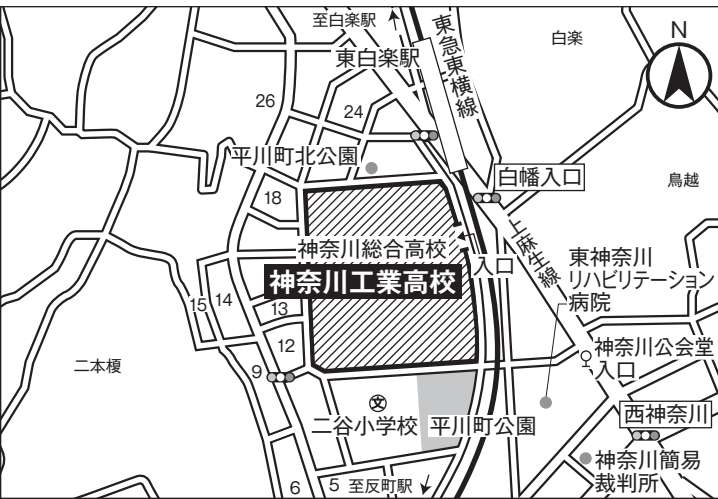 至白楽駅
東白楽駅
東急東横線
白楽
N
26
24
平川町北公園
白幡入口
18
鳥越
上麻生線
神奈川総合高校
入口
神奈川工業高校
東神奈川
リハビリテーション
病院
15
14
13
12
9
二本榎
神奈川公会堂
入口
文
二谷小学校
平川町公園
西神奈川
神奈川簡易
裁判所
6
5
至反町駅